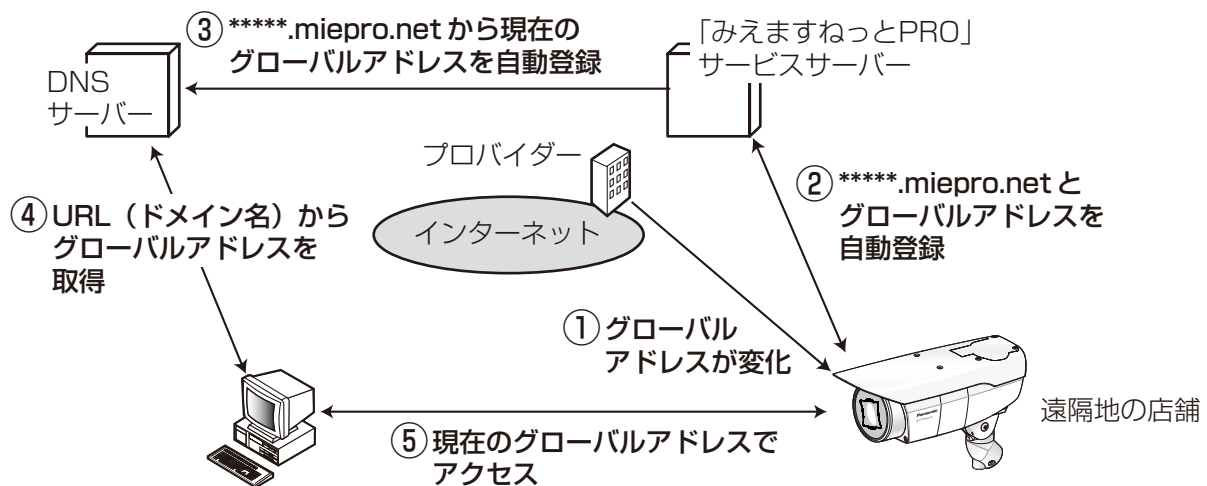 ③*****.miepro.net から現在の
グローバルアドレスを自動登録
「みえますねっとPRO」
サービスサーバー
DNS
サーバー
プロバイダー
インターネット
②*****.miepro.net と
グローバルアドレスを
自動登録
④URL（ドメイン名）から
グローバルアドレスを
取得
①グローバル
アドレスが変化
Panasonic
遠隔地の店舗
⑤現在のグローバルアドレスで
アクセス